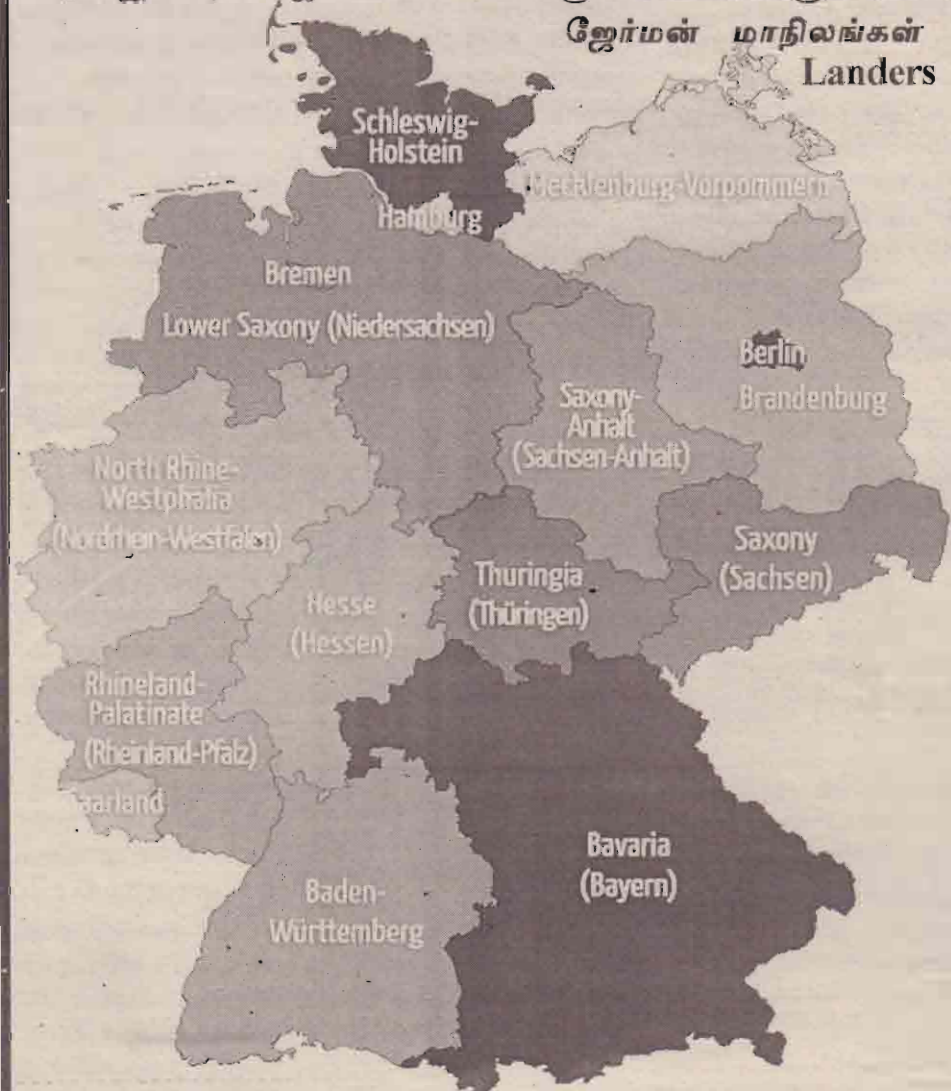 ஜேர்மன் மாநிலங்கள்
Landers
Schleswig-
Holstein
Mecklenburg-Vorpommern
Hamburg
Bremen
Lower Saxony (Niedersachsen)
Berlin
Brandenburg
Saxony-
Anhalt
(Sachsen-Anhalt)
North Rhine-
Westphalia
(Nordrhein-Westfalen)
Saxony
(Sachsen)
Thuringia
(Thüringen)
Hesse
(Hessen)
Rhineland-
Palatinate
(Rheinland-Pfalz)
Saarland
Bavaria
(Bayern)
Baden-
Württemberg